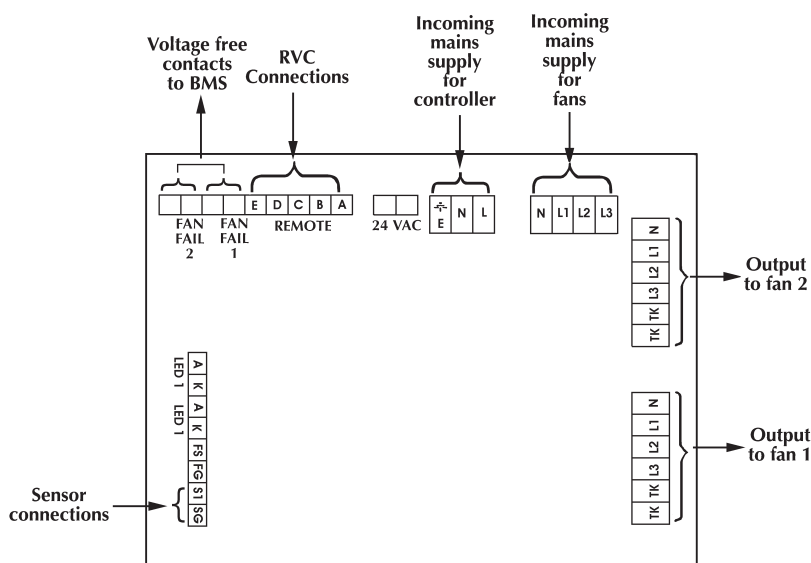 Voltage free
contacts
to BMS
RVC
Connections
Incoming
mains
supply
for
controller
Incoming
mains
supply
for
fans
E D C B A
FAN
FAIL
2
FAN
FAIL
1
REMOTE
24 VAC
E N L
N L1 L2 L3
N
L1
L2
L3
TK
TK
Output
to fan 2
LED 1
LED 1
A
K
A
K
FS
FG
S1
SG
Sensor
connections
N
L1
L2
L3
TK
TK
Output
to fan 1